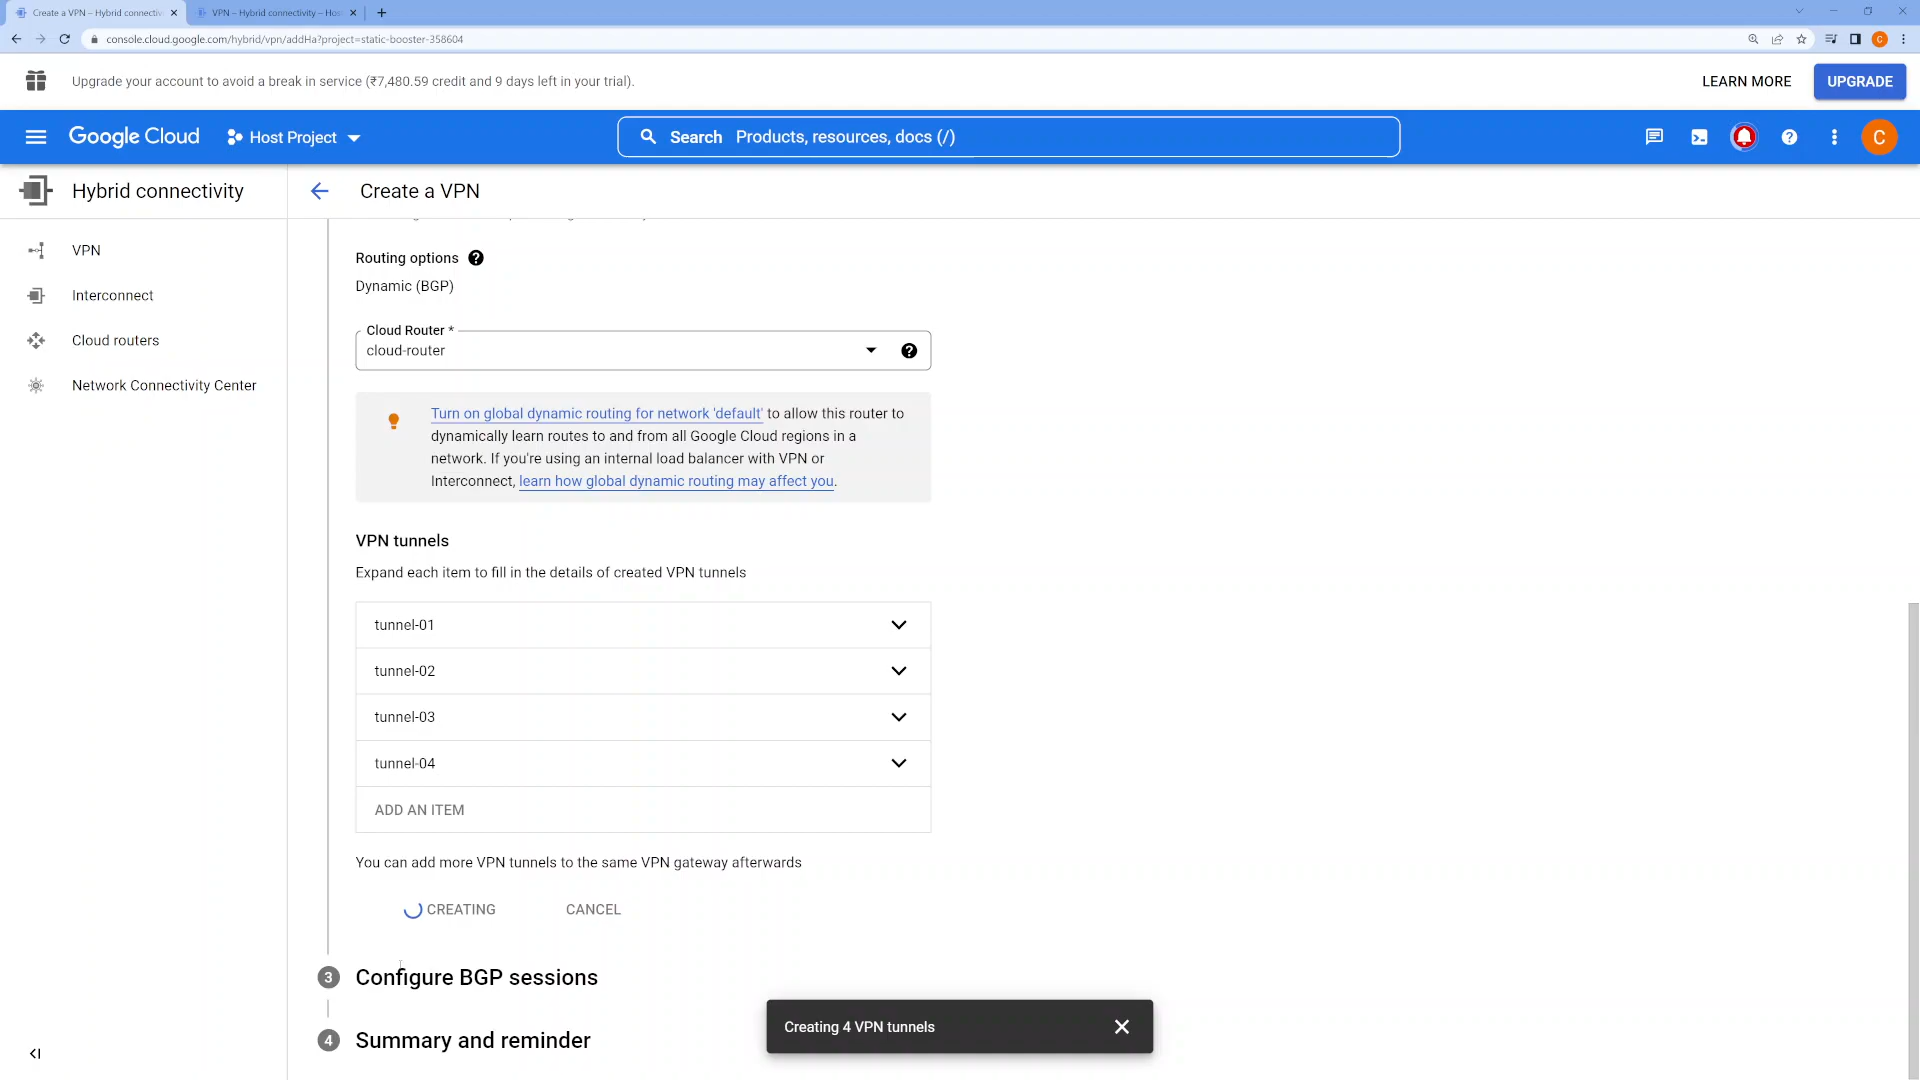 Create a VPN – Hybrid connectiv
VPN – Hybrid connectivity – Hos
console.cloud.google.com/hybrid/vpn/addHa?project=static-booster-358604
C
Upgrade your account to avoid a break in service (₹7,480.59 credit and 9 days left in your trial).
LEARN MORE
UPGRADE
Google Cloud
Host Project
Search Products, resources, docs (/)
C
Hybrid connectivity
Create a VPN
VPN
Interconnect
Cloud routers
Network Connectivity Center
Routing options
Dynamic (BGP)
Cloud Router *
cloud-router
Turn on global dynamic routing for network 'default' to allow this router to
dynamically learn routes to and from all Google Cloud regions in a
network. If you're using an internal load balancer with VPN or
Interconnect, learn how global dynamic routing may affect you.
VPN tunnels
Expand each item to fill in the details of created VPN tunnels
tunnel-01
tunnel-02
tunnel-03
tunnel-04
ADD AN ITEM
You can add more VPN tunnels to the same VPN gateway afterwards
CREATING
CANCEL
3 Configure BGP sessions
4 Summary and reminder
Creating 4 VPN tunnels